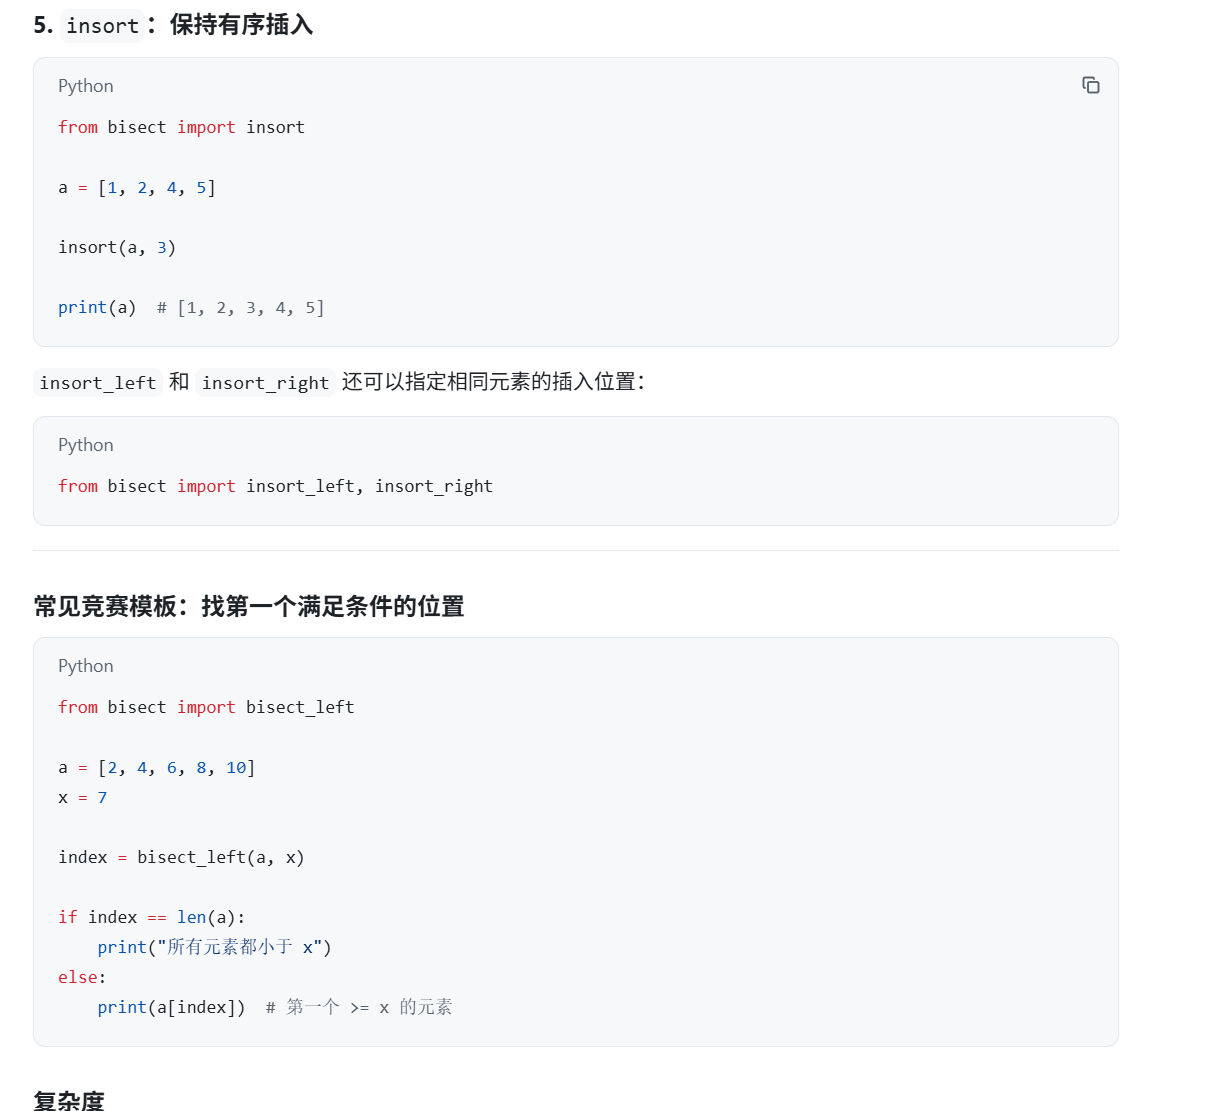 5. insort：保持有序插入
Python
from bisect import insort
a = [1, 2, 4, 5]
insort(a, 3)
print(a)  # [1, 2, 3, 4, 5]
insort_left 和 insort_right 还可以指定相同元素的插入位置：
Python
from bisect import insort_left, insort_right
常见竞赛模板：找第一个满足条件的位置
Python
from bisect import bisect_left
a = [2, 4, 6, 8, 10]
x = 7
index = bisect_left(a, x)
if index == len(a):
    print("所有元素都小于 x")
else:
    print(a[index])  # 第一个 >= x 的元素
复杂度